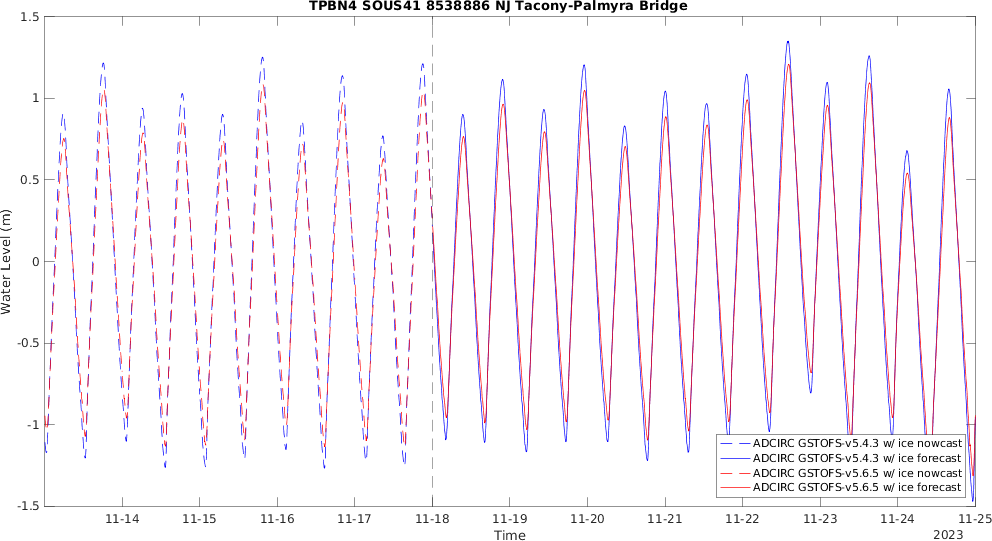 TPBN4 SOUS41 8538886 NJ Tacony-Palmyra Bridge
1.5
1
0.5
0
-0.5
-1
-1.5
Water Level (m)
11-14 11-15 11-16 11-17 11-18 11-19 11-20 11-21 11-22 11-23 11-24 11-25
Time
2023
ADCIRC GSTOFS-v5.4.3 w/ ice nowcast
ADCIRC GSTOFS-v5.4.3 w/ ice forecast
ADCIRC GSTOFS-v5.6.5 w/ ice nowcast
ADCIRC GSTOFS-v5.6.5 w/ ice forecast